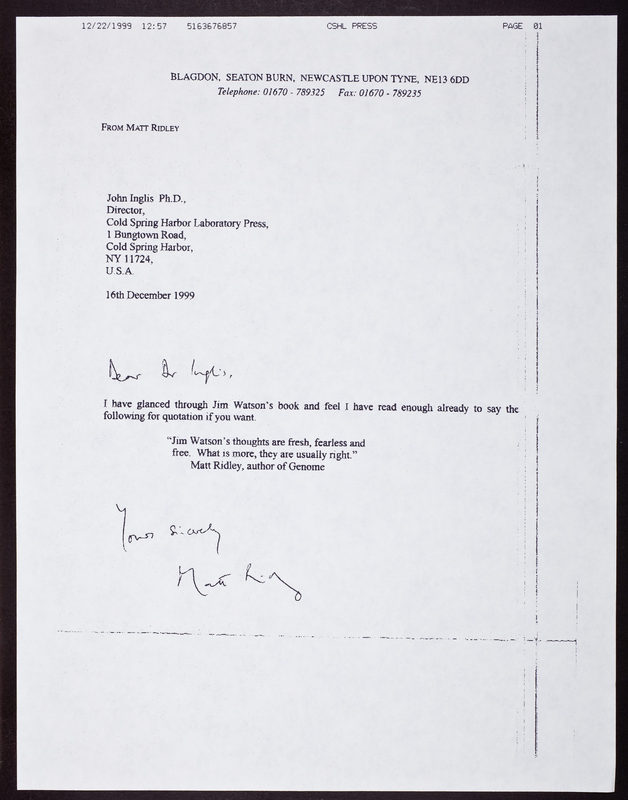 12/22/1999 12:57 5163676857 CSHL PRESS PAGE 01
BLAGDON, SEATON BURN, NEWCASTLE UPON TYNE, NE13 6DD
Telephone: 01670 - 789325 Fax: 01670 - 789235
FROM MATT RIDLEY
John Inglis Ph.D.,
Director,
Cold Spring Harbor Laboratory Press,
1 Bungtown Road,
Cold Spring Harbor,
NY 11724,
U.S.A.
16th December 1999
Dear Dr Inglis,
I have glanced through Jim Watson's book and feel I have read enough already to say the
following for quotation if you want.
"Jim Watson's thoughts are fresh, fearless and
free. What is more, they are usually right."
Matt Ridley, author of Genome
Yours sincerely
Matt Ridley